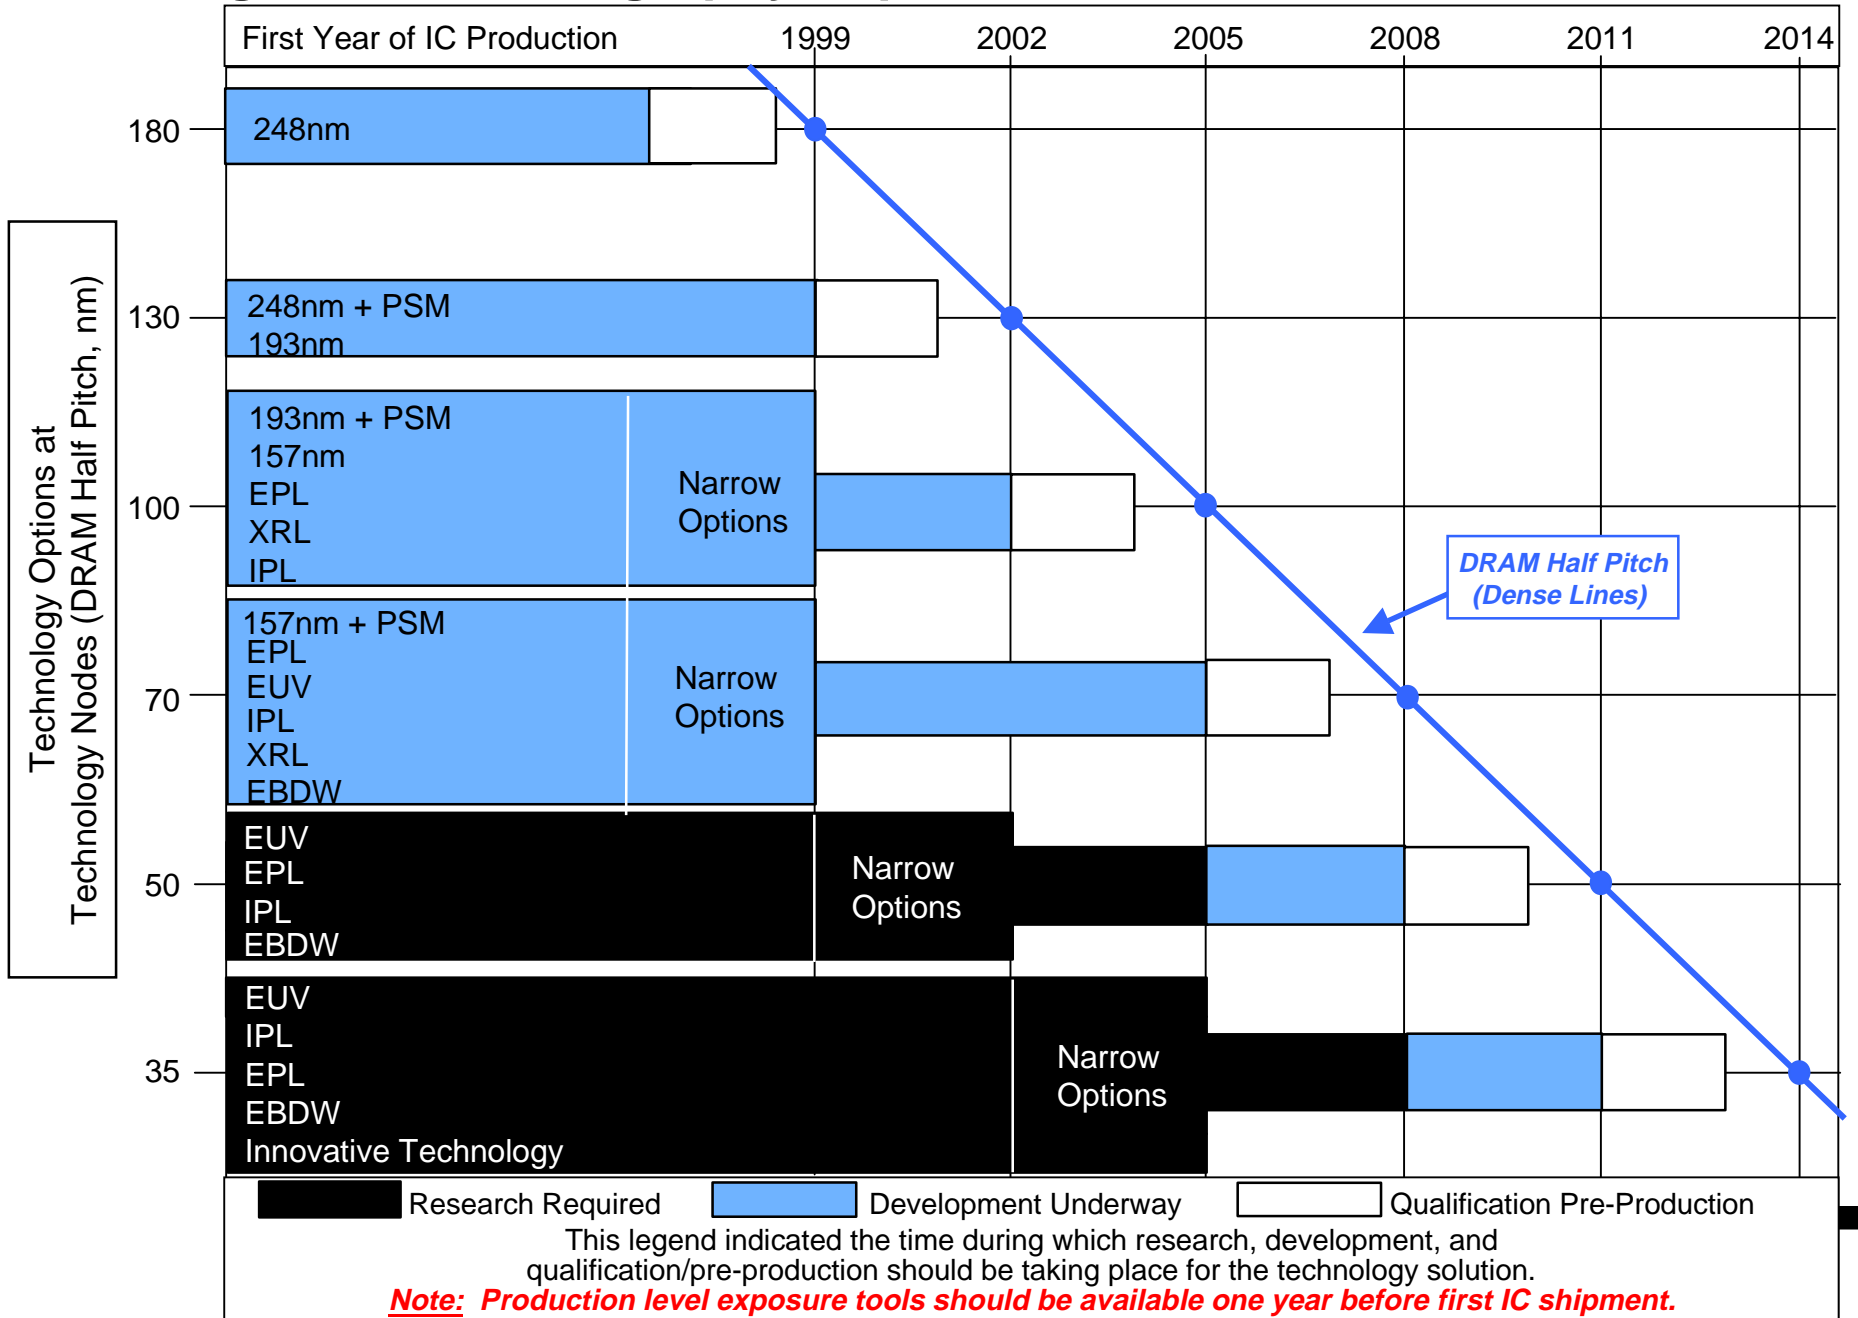 First Year of IC Production 1999 2002 2005 2008 2011 2014
180
248nm
130
248nm + PSM
193nm
100
193nm + PSM
157nm
EPL
XRL
IPL
Narrow
Options
70
157nm + PSM
EPL
EUV
IPL
XRL
EBDW
Narrow
Options
50
EUV
EPL
IPL
EBDW
Narrow
Options
35
EUV
IPL
EPL
EBDW
Innovative Technology
Narrow
Options
Technology Options at
Technology Nodes (DRAM Half Pitch, nm)
DRAM Half Pitch
(Dense Lines)
Research Required Development Underway Qualification Pre-Production
This legend indicated the time during which research, development, and
qualification/pre-production should be taking place for the technology solution.
Note: Production level exposure tools should be available one year before first IC shipment.